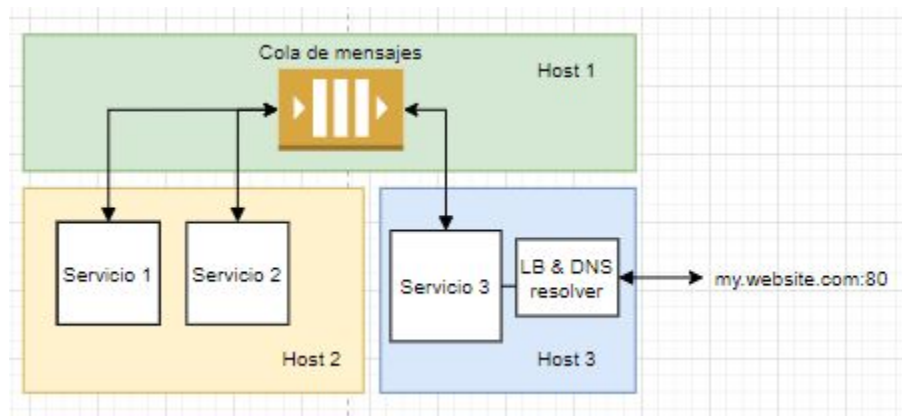 Cola de mensajes
Host 1
Servicio 1
Servicio 2
Host 2
Servicio 3
LB & DNS
resolver
Host 3
my.website.com:80